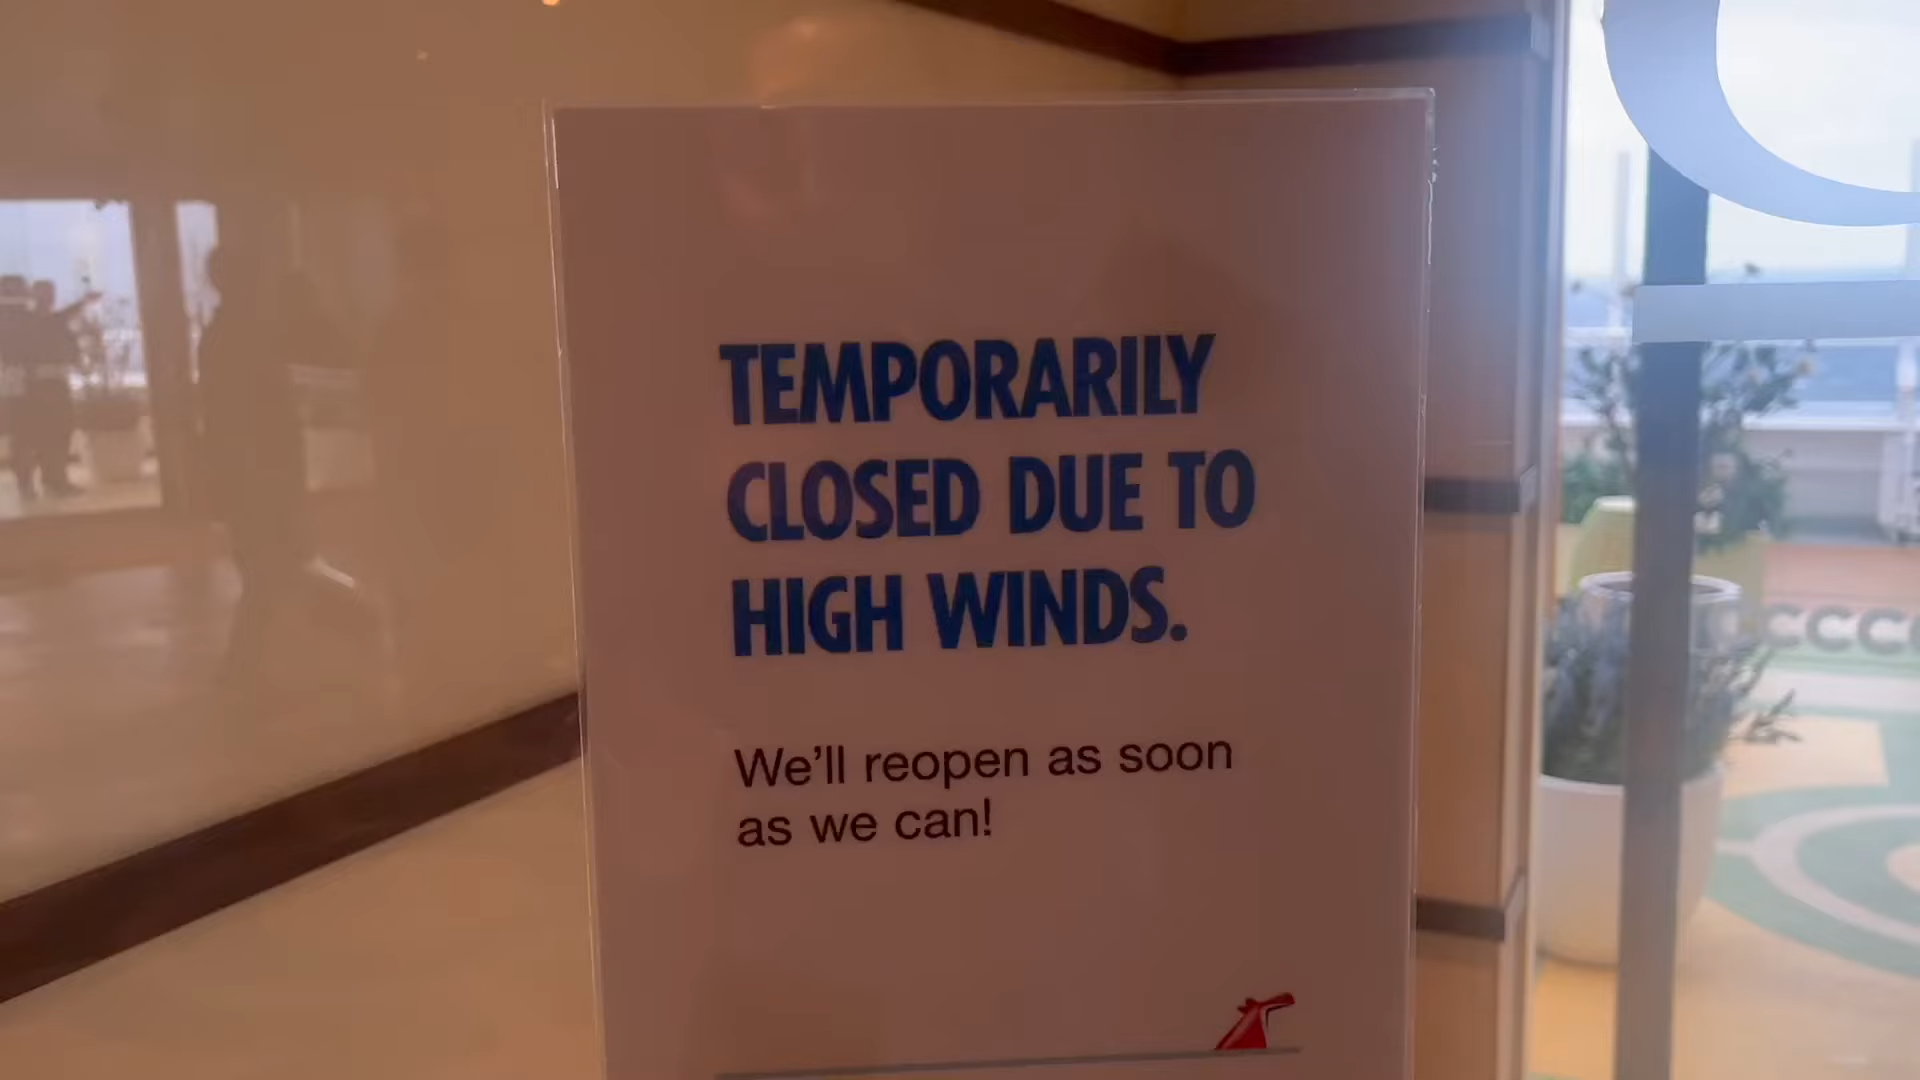 TEMPORARILY
CLOSED DUE TO
HIGH WINDS.
We'll reopen as soon
as we can!